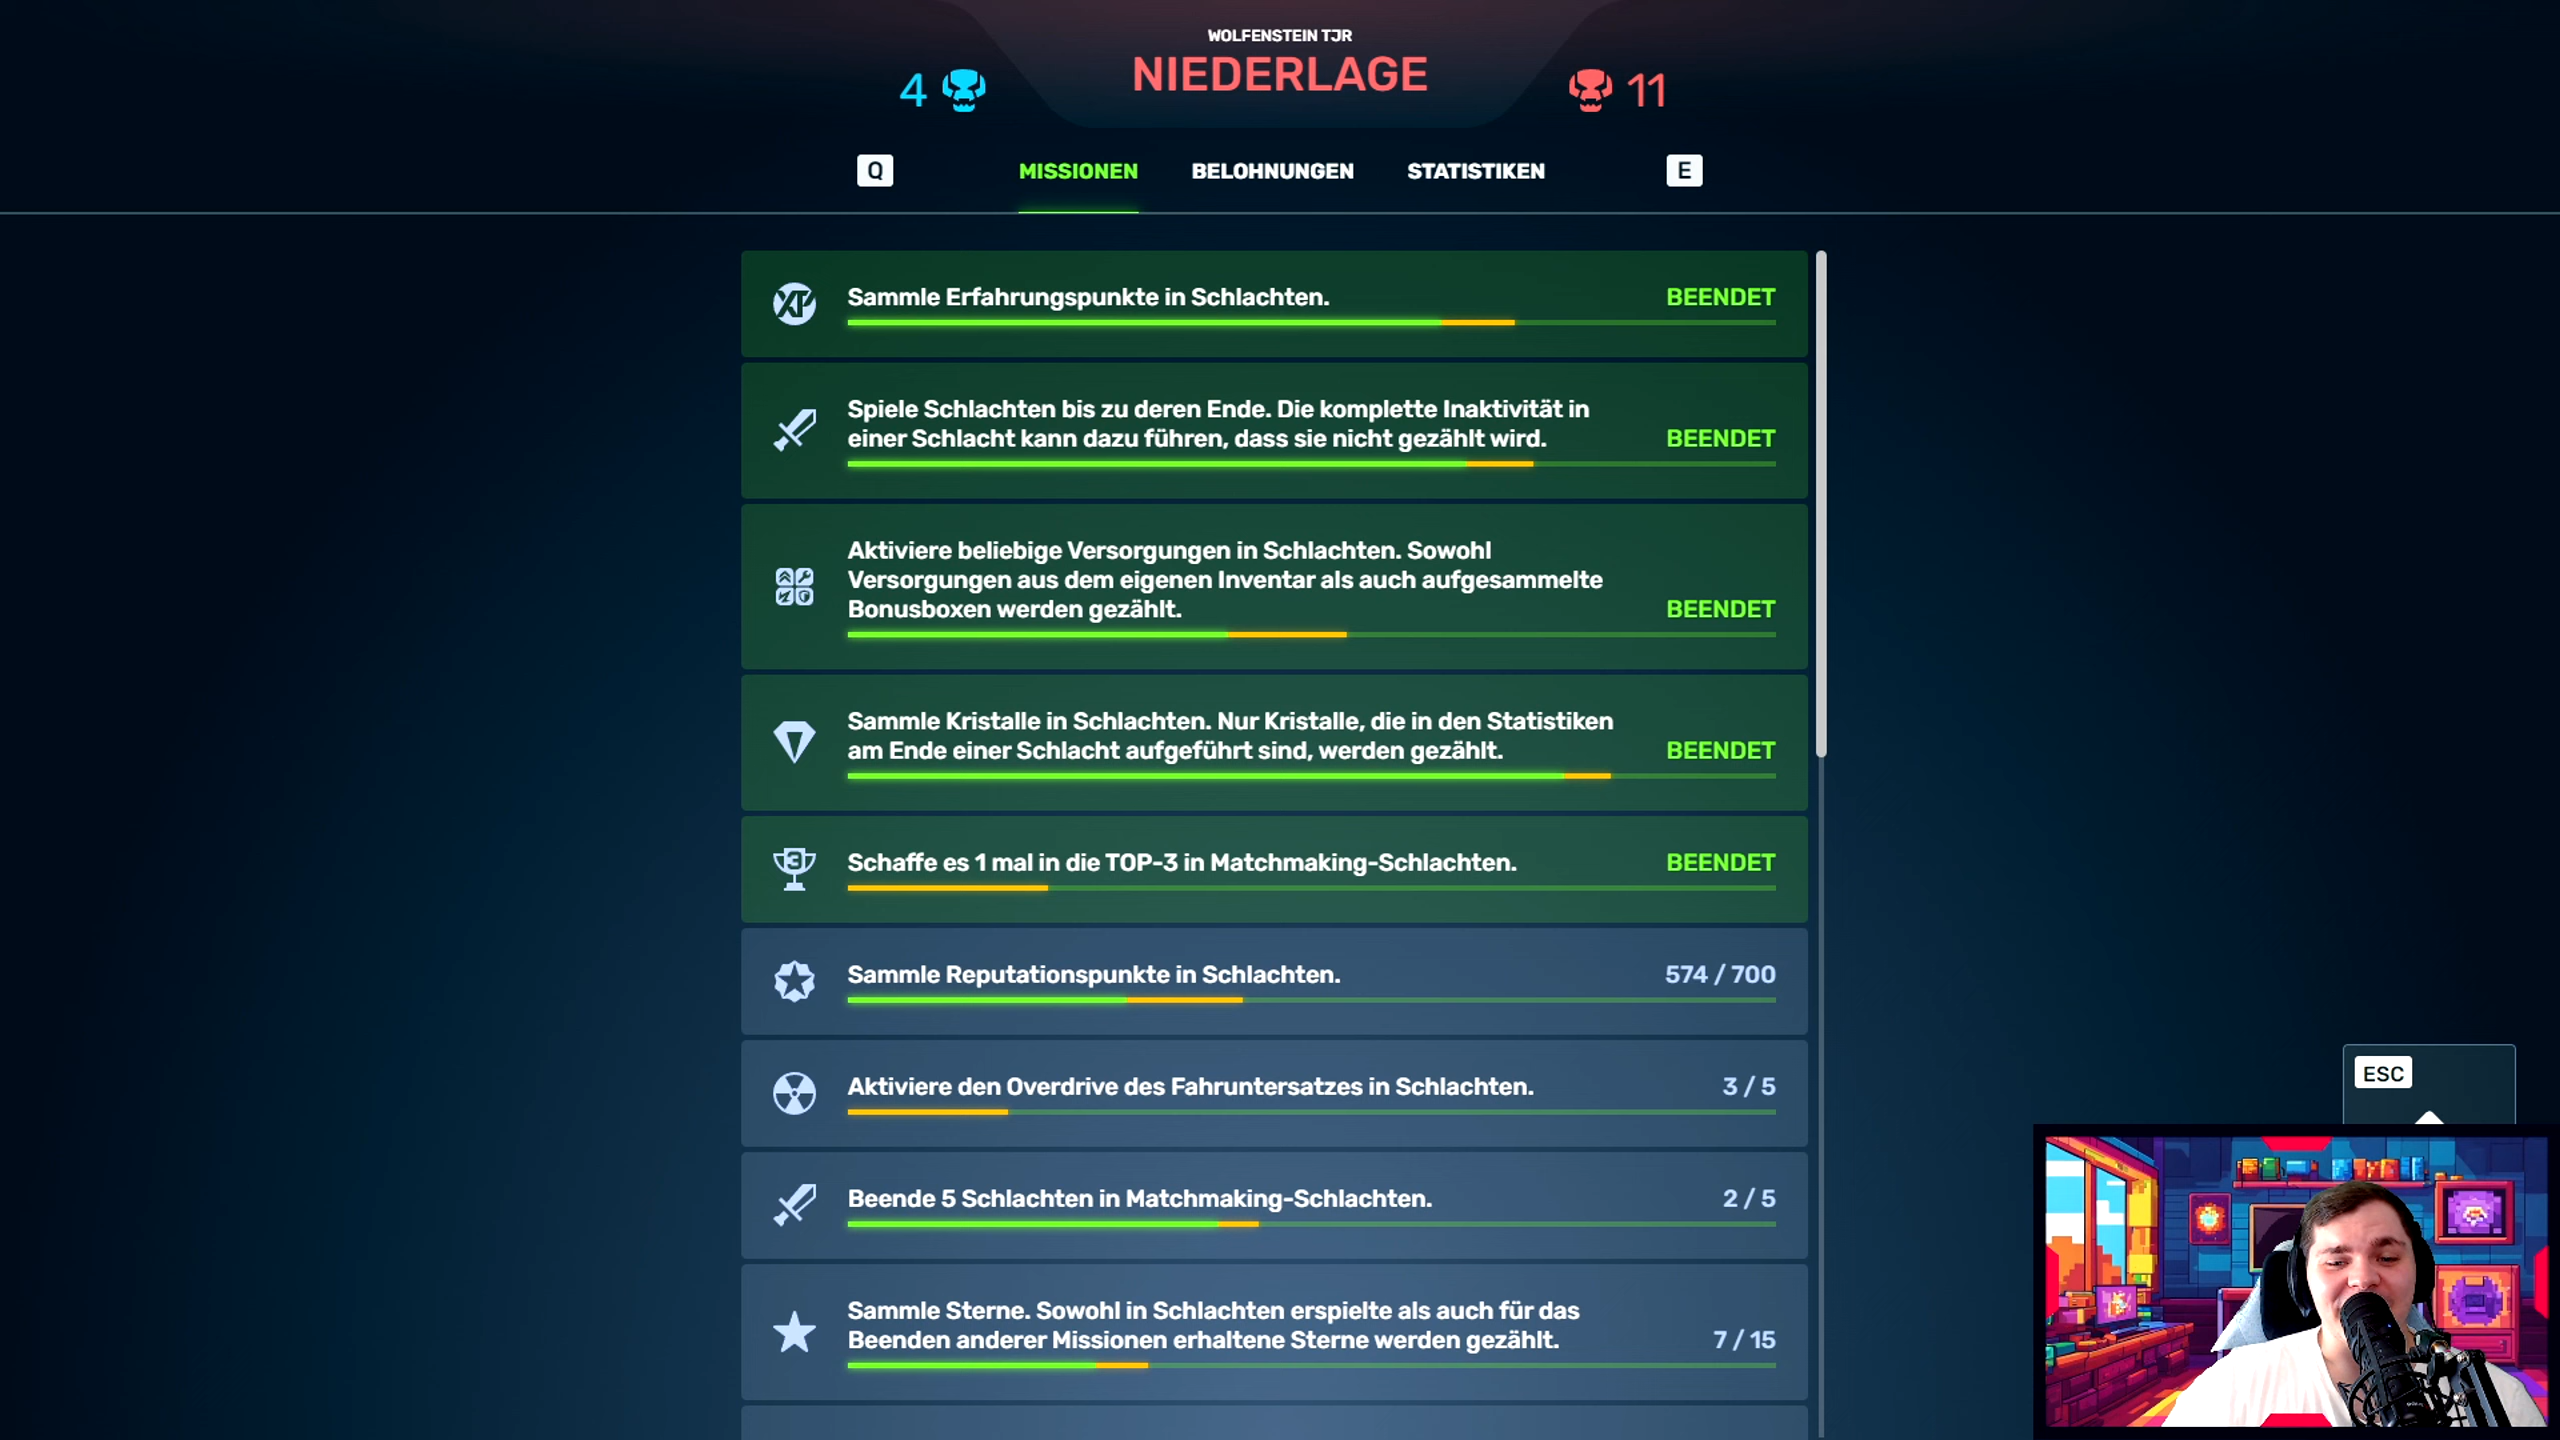 WOLFENSTEIN TJR
NIEDERLAGE
4
11
Q
MISSIONEN
BELOHNUNGEN
STATISTIKEN
E
Sammle Erfahrungspunkte in Schlachten.
BEENDET
Spiele Schlachten bis zu deren Ende. Die komplette Inaktivität in
einer Schlacht kann dazu führen, dass sie nicht gezählt wird.
BEENDET
Aktiviere beliebige Versorgungen in Schlachten. Sowohl
Versorgungen aus dem eigenen Inventar als auch aufgesammelte
Bonusboxen werden gezählt.
BEENDET
Sammle Kristalle in Schlachten. Nur Kristalle, die in den Statistiken
am Ende einer Schlacht aufgeführt sind, werden gezählt.
BEENDET
Schaffe es 1 mal in die TOP-3 in Matchmaking-Schlachten.
BEENDET
Sammle Reputationspunkte in Schlachten.
574 / 700
Aktiviere den Overdrive des Fahruntersatzes in Schlachten.
3 / 5
Beende 5 Schlachten in Matchmaking-Schlachten.
2 / 5
Sammle Sterne. Sowohl in Schlachten erspielte als auch für das
Beenden anderer Missionen erhaltene Sterne werden gezählt.
7 / 15
XP
3
ESC